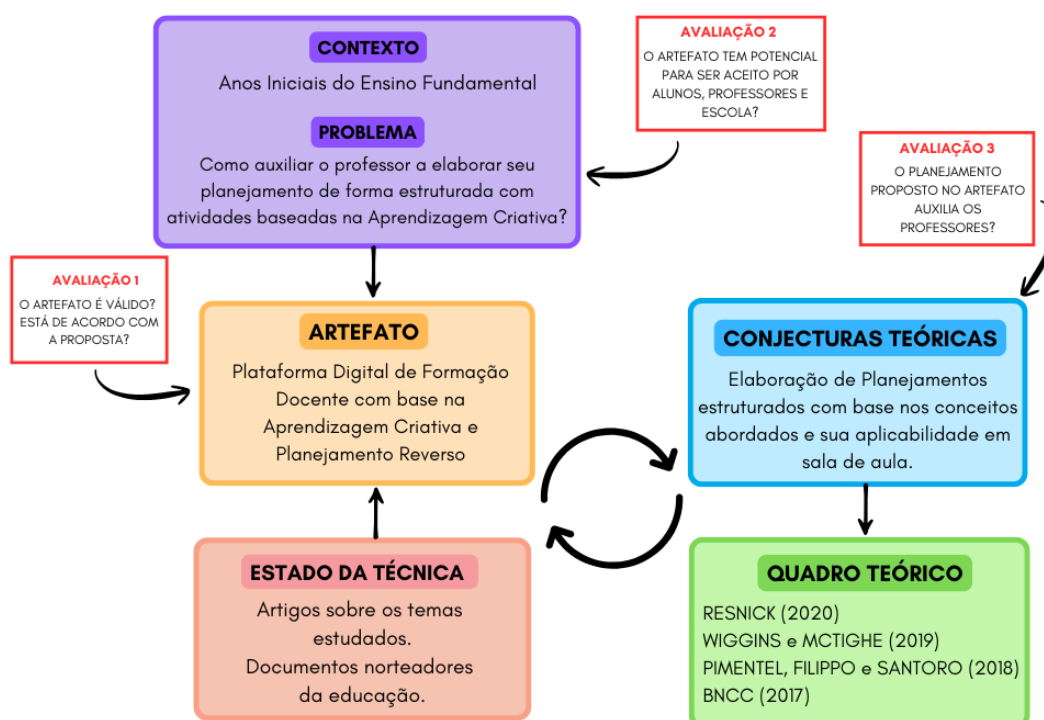 CONTEXTO
Anos Iniciais do Ensino Fundamental
PROBLEMA
Como auxiliar o professor a elaborar seu
planejamento de forma estruturada com
atividades baseadas na Aprendizagem Criativa?
AVALIAÇÃO 2
O ARTEFATO TEM POTENCIAL
PARA SER ACEITO POR
ALUNOS, PROFESSORES E
ESCOLA?
AVALIAÇÃO 3
O PLANEJAMENTO
PROPOSTO NO ARTEFATO
AUXILIA OS
PROFESSORES?
AVALIAÇÃO 1
O ARTEFATO É VÁLIDO?
ESTÁ DE ACORDO COM
A PROPOSTA?
ARTEFATO
Plataforma Digital de Formação
Docente com base na
Aprendizagem Criativa e
Planejamento Reverso
CONJECTURAS TEÓRICAS
Elaboração de Planejamentos
estruturados com base nos conceitos
abordados e sua aplicabilidade em
sala de aula.
ESTADO DA TÉCNICA
Artigos sobre os temas
estudados.
Documentos norteadores
da educação.
QUADRO TEÓRICO
RESNICK (2020)
WIGGINS e MCTIGHE (2019)
PIMENTEL, FILIPPO e SANTORO (2018)
BNCC (2017)